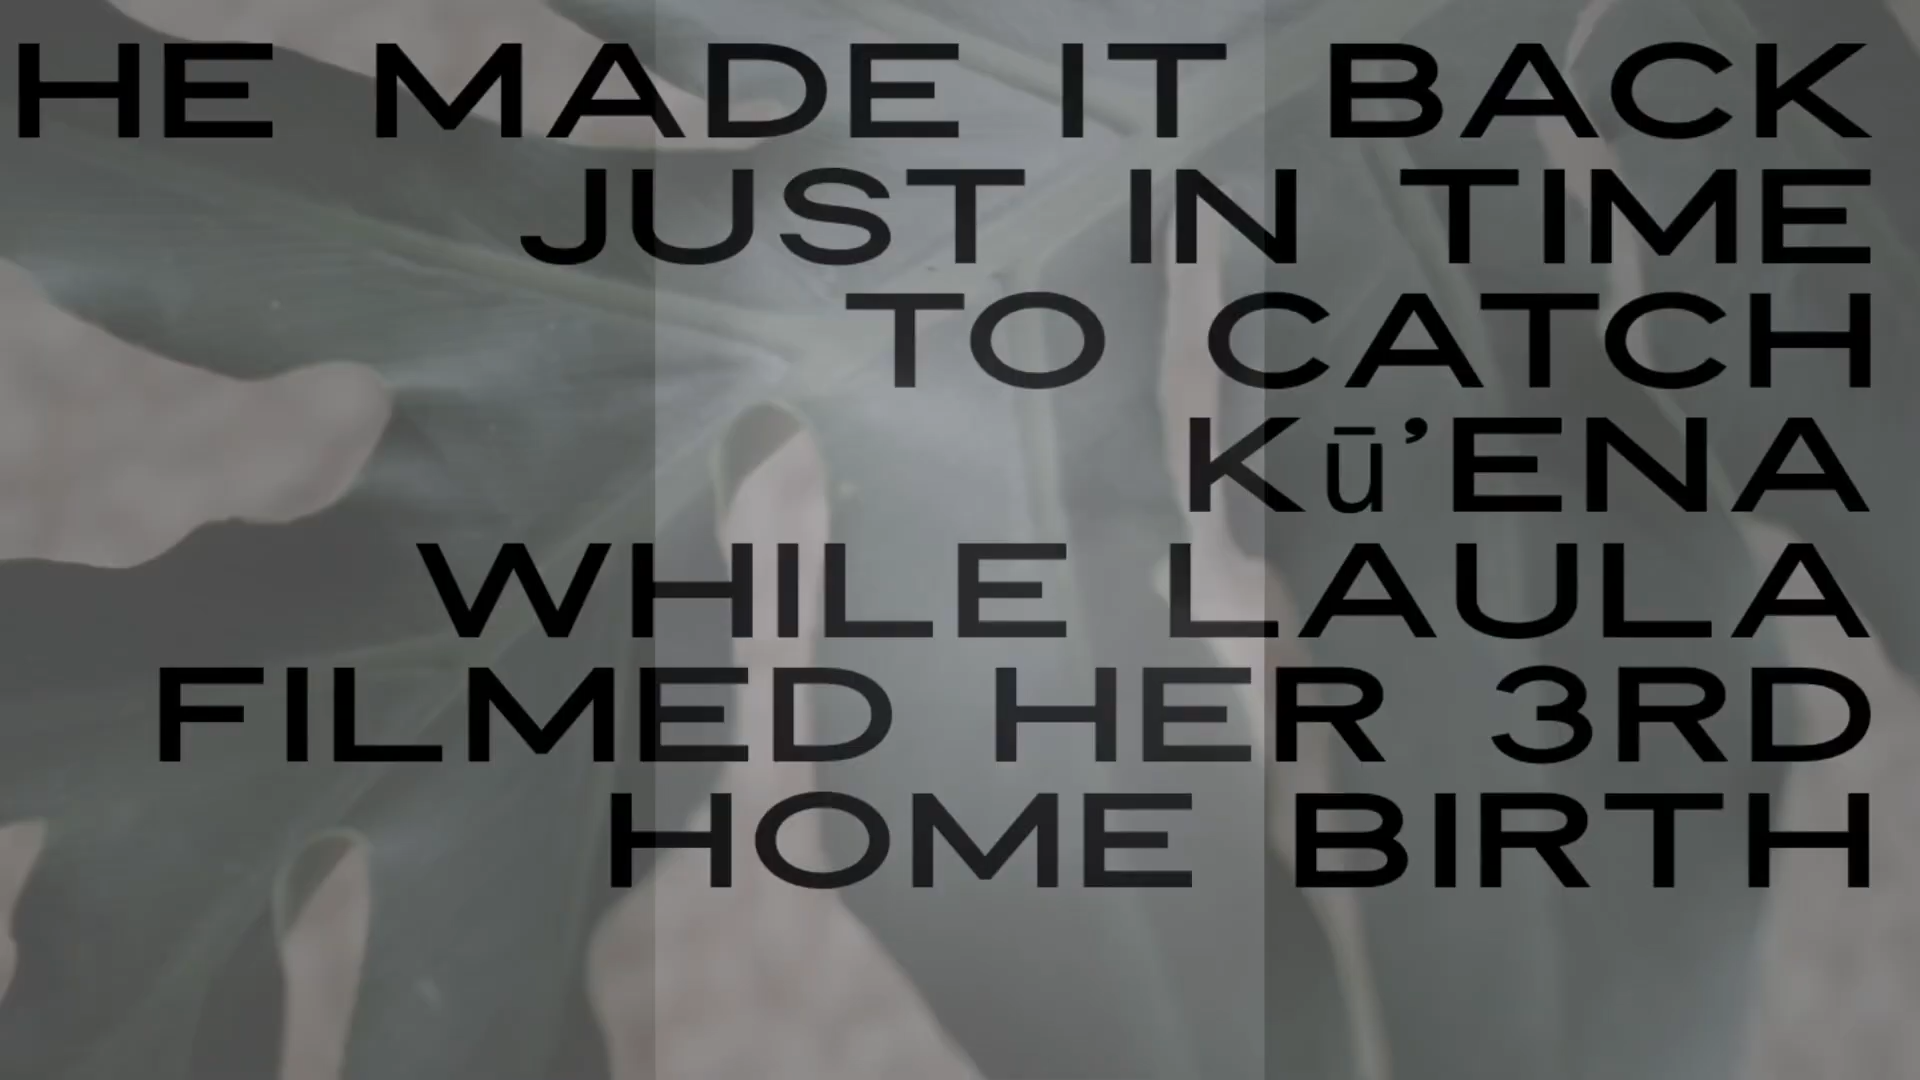 HE MADE IT BACK
JUST IN TIME
TO CATCH
Kū’ENA
WHILE LAULA
FILMED HER 3RD
HOME BIRTH